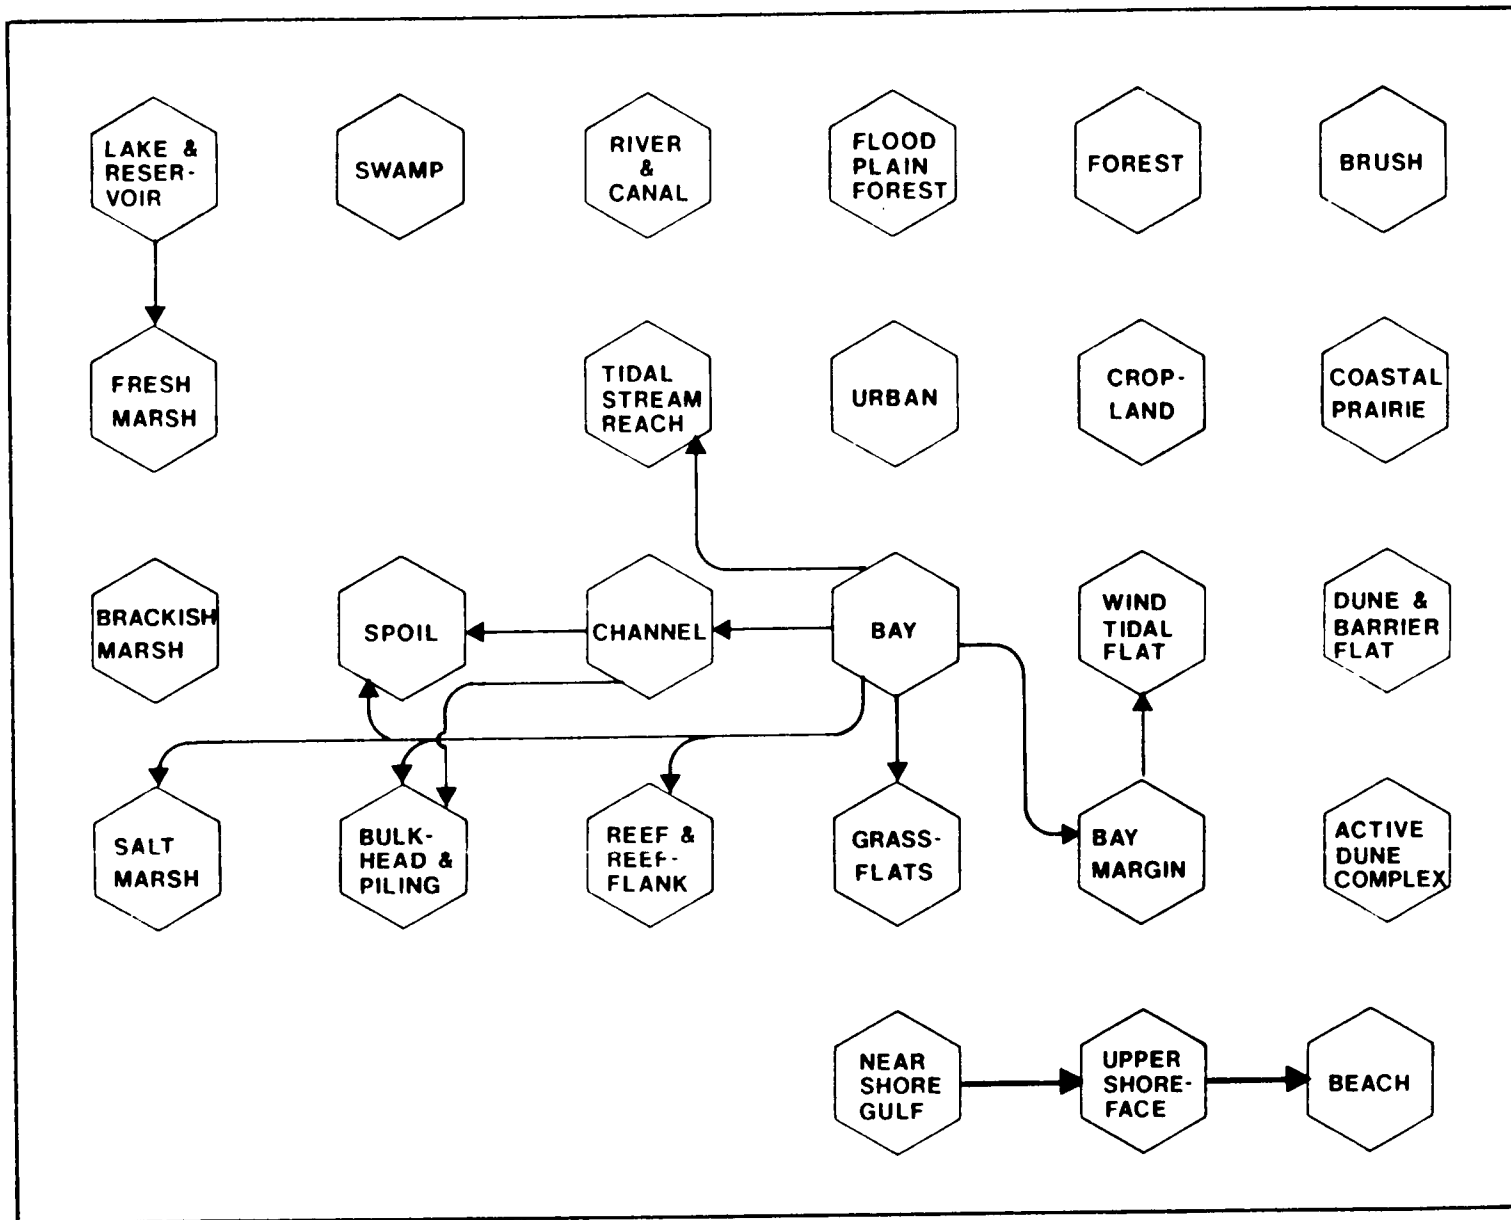 LAKE &
RESER-
VOIR
SWAMP
RIVER
&
CANAL
FLOOD
PLAIN
FOREST
FOREST
BRUSH
FRESH
MARSH
TIDAL
STREAM
REACH
URBAN
CROP-
LAND
COASTAL
PRAIRIE
BRACKISH
MARSH
SPOIL
CHANNEL
BAY
WIND
TIDAL
FLAT
DUNE &
BARRIER
FLAT
SALT
MARSH
BULK-
HEAD &
PILING
REEF &
REEF-
FLANK
GRASS-
FLATS
BAY
MARGIN
ACTIVE
DUNE
COMPLEX
NEAR
SHORE
GULF
UPPER
SHORE-
FACE
BEACH